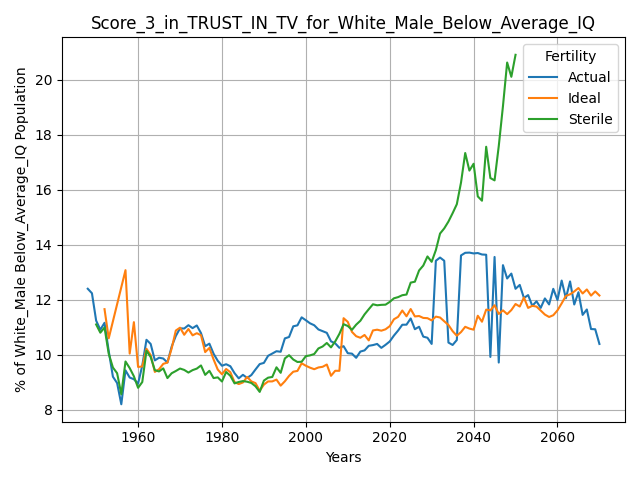 Score_3_in_TRUST_IN_TV_for_White_Male_Below_Average_IQ
% of White_Male Below_Average_IQ Population
20
18
16
14
12
10
8
Fertility
Actual
Ideal
Sterile
1960
1980
2000
2020
2040
2060
Years